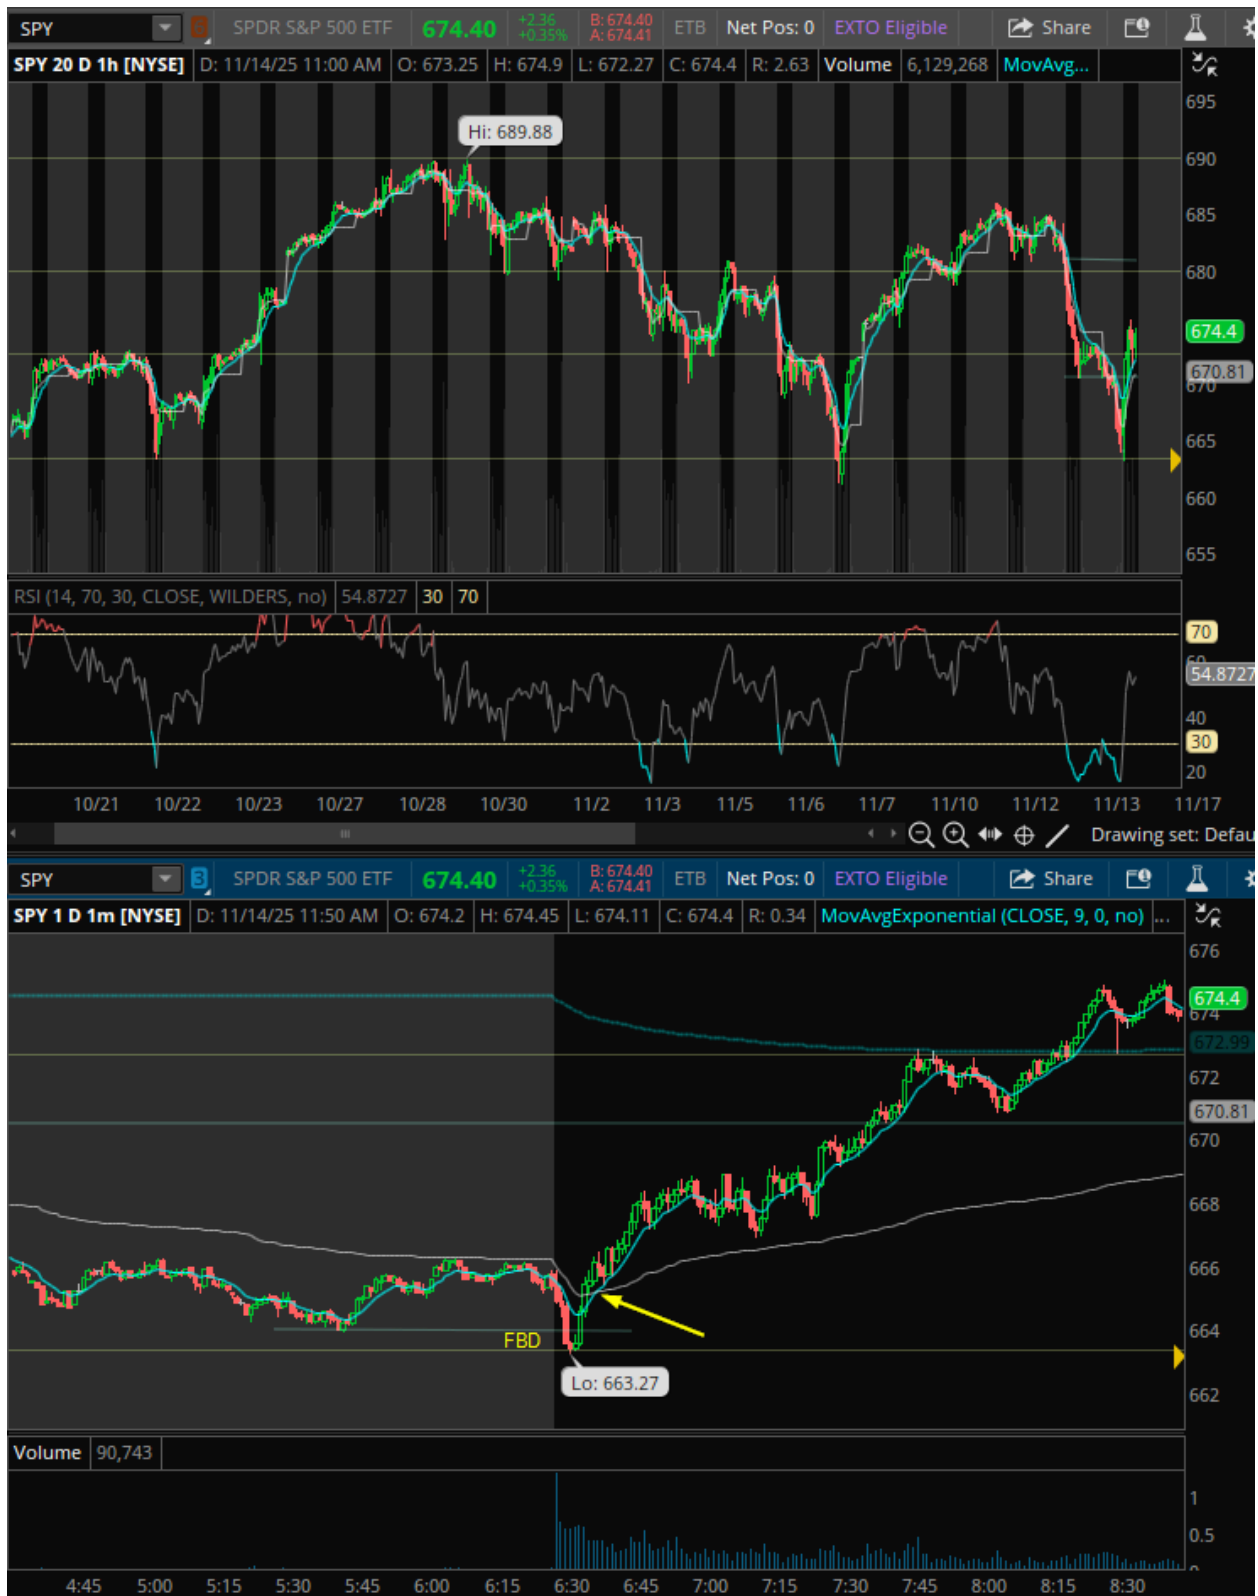 SPY SPDR S&P 500 ETF 674.40 +2.36 +0.35% B: 674.40 A: 674.41 ETB Net Pos: 0 EXTO Eligible Share
SPY 20 D 1h [NYSE] D: 11/14/25 11:00 AM O: 673.25 H: 674.9 L: 672.27 C: 674.4 R: 2.63 Volume 6,129,268 MovAvg...
695
Hi: 689.88
690
685
680
674.4
670.81
670
665
660
655
RSI (14, 70, 30, CLOSE, WILDERS, no) 54.8727 30 70
70
60
54.8727
40
30
20
10/21 10/22 10/23 10/27 10/28 10/30 11/2 11/3 11/5 11/6 11/7 11/10 11/12 11/13 11/17
Drawing set: Defau
SPY 3 SPDR S&P 500 ETF 674.40 +2.36 +0.35% B: 674.40 A: 674.41 ETB Net Pos: 0 EXTO Eligible Share
SPY 1 D 1m [NYSE] D: 11/14/25 11:50 AM O: 674.2 H: 674.45 L: 674.11 C: 674.4 R: 0.34 MovAvgExponential (CLOSE, 9, 0, no) ...
676
674.4
674
672.99
672
670.81
670
668
666
664
FBD
Lo: 663.27
662
Volume 90,743
1
0.5
4:45 5:00 5:15 5:30 5:45 6:00 6:15 6:30 6:45 7:00 7:15 7:30 7:45 8:00 8:15 8:30